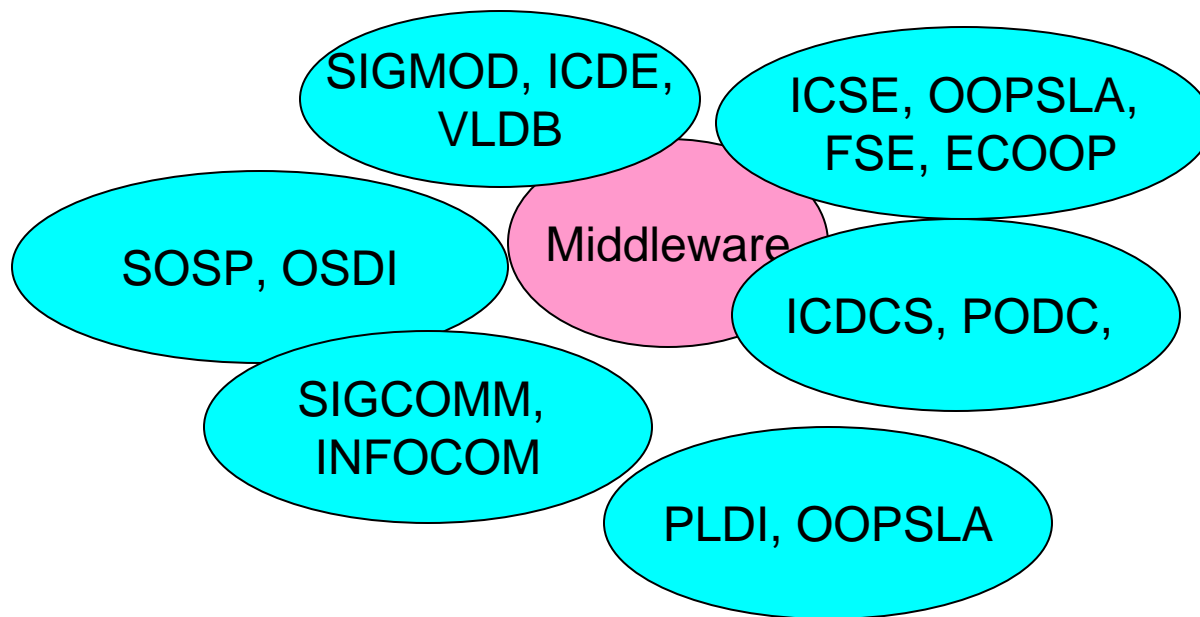 SIGMOD, ICDE,
VLDB
ICSE, OOPSLA,
FSE, ECOOP
Middleware
SOSP, OSDI
ICDCS, PODC,
SIGCOMM,
INFOCOM
PLDI, OOPSLA